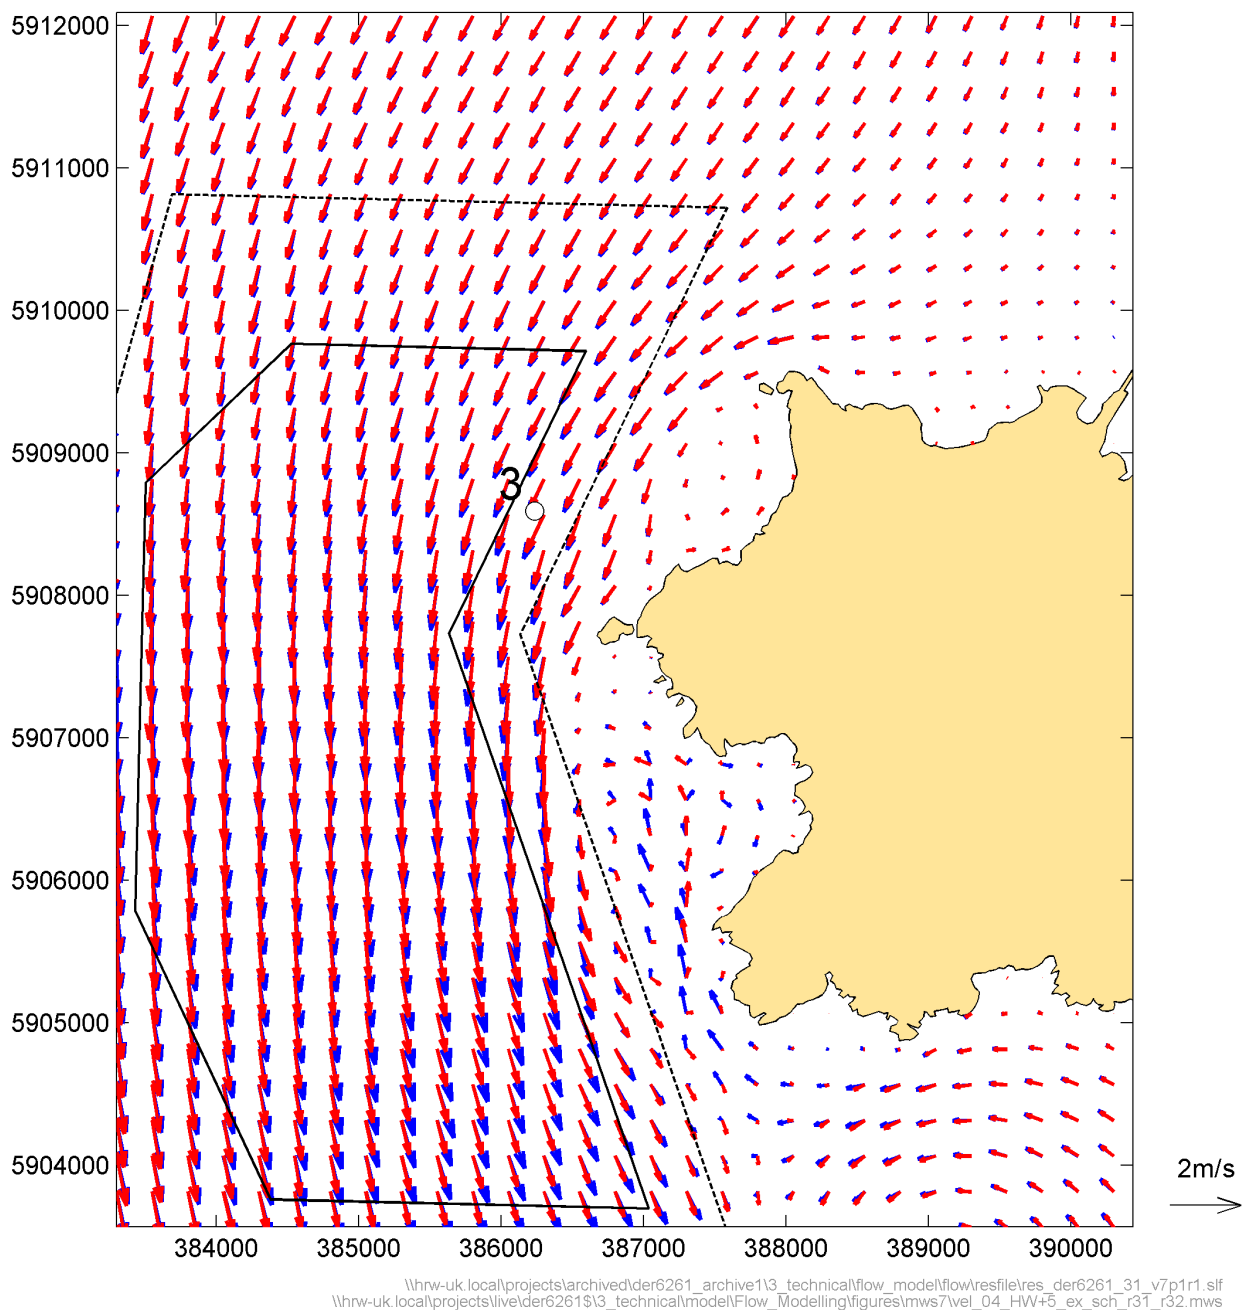 5912000
5911000
5910000
5909000
3
5908000
5907000
5906000
5905000
5904000
2m/s
384000 385000 386000 387000 388000 389000 390000
\\hrw-uk.local\projects\archived\der6261_archive1\3_technical\flow_model\flow\resfile\res_der6261_31_v7p1r1.slf
\\hrw-uk.local\projects\live\der6261$\3_technical\model\Flow_Modelling\figures\mws7\vel_04_HW+5_ex_sch_r31_r32.mws